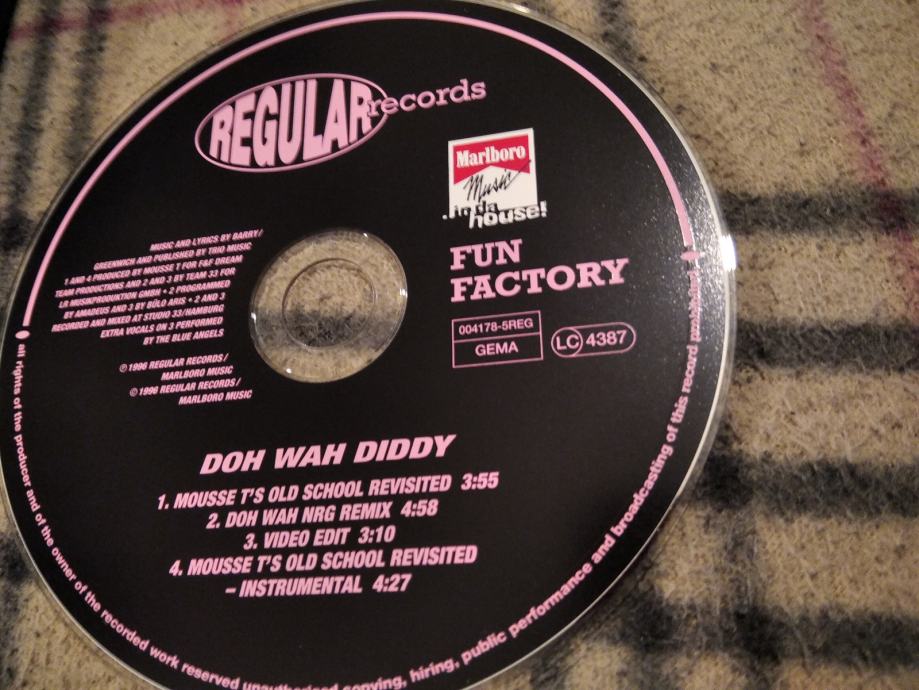 REGULAR records
Marlboro
Music
...in da
house!
FUN
FACTORY
004178-5REG
GEMA
LC 4387
MUSIC AND LYRICS BY BARRY/
GREENWICH AND PUBLISHED BY TRIO MUSIC
1 AND 4 PRODUCED BY MOUSSE T FOR F&F DREAM
TEAM PRODUCTIONS AND 2 AND 3 BY TEAM 33 FOR
LR MUSIKPRODUKTION GMBH • 2 PROGRAMMED
BY AMADEUS AND 3 BY BÜLO ARIS • 2 AND 3
RECORDED AND MIXED AT STUDIO 33/HAMBURG
EXTRA VOCALS ON 3 PERFORMED
BY THE BLUE ANGELS
℗ 1996 REGULAR RECORDS/
MARLBORO MUSIC
© 1996 REGULAR RECORDS/
MARLBORO MUSIC
DOH WAH DIDDY
1. MOUSSE T'S OLD SCHOOL REVISITED 3:55
2. DOH WAH NRG REMIX 4:58
3. VIDEO EDIT 3:10
4. MOUSSE T'S OLD SCHOOL REVISITED
– INSTRUMENTAL 4:27
all rights of the producer and of the owner of the recorded work reserved unauthorised copying, hiring, public performance and broadcasting of this record prohibited